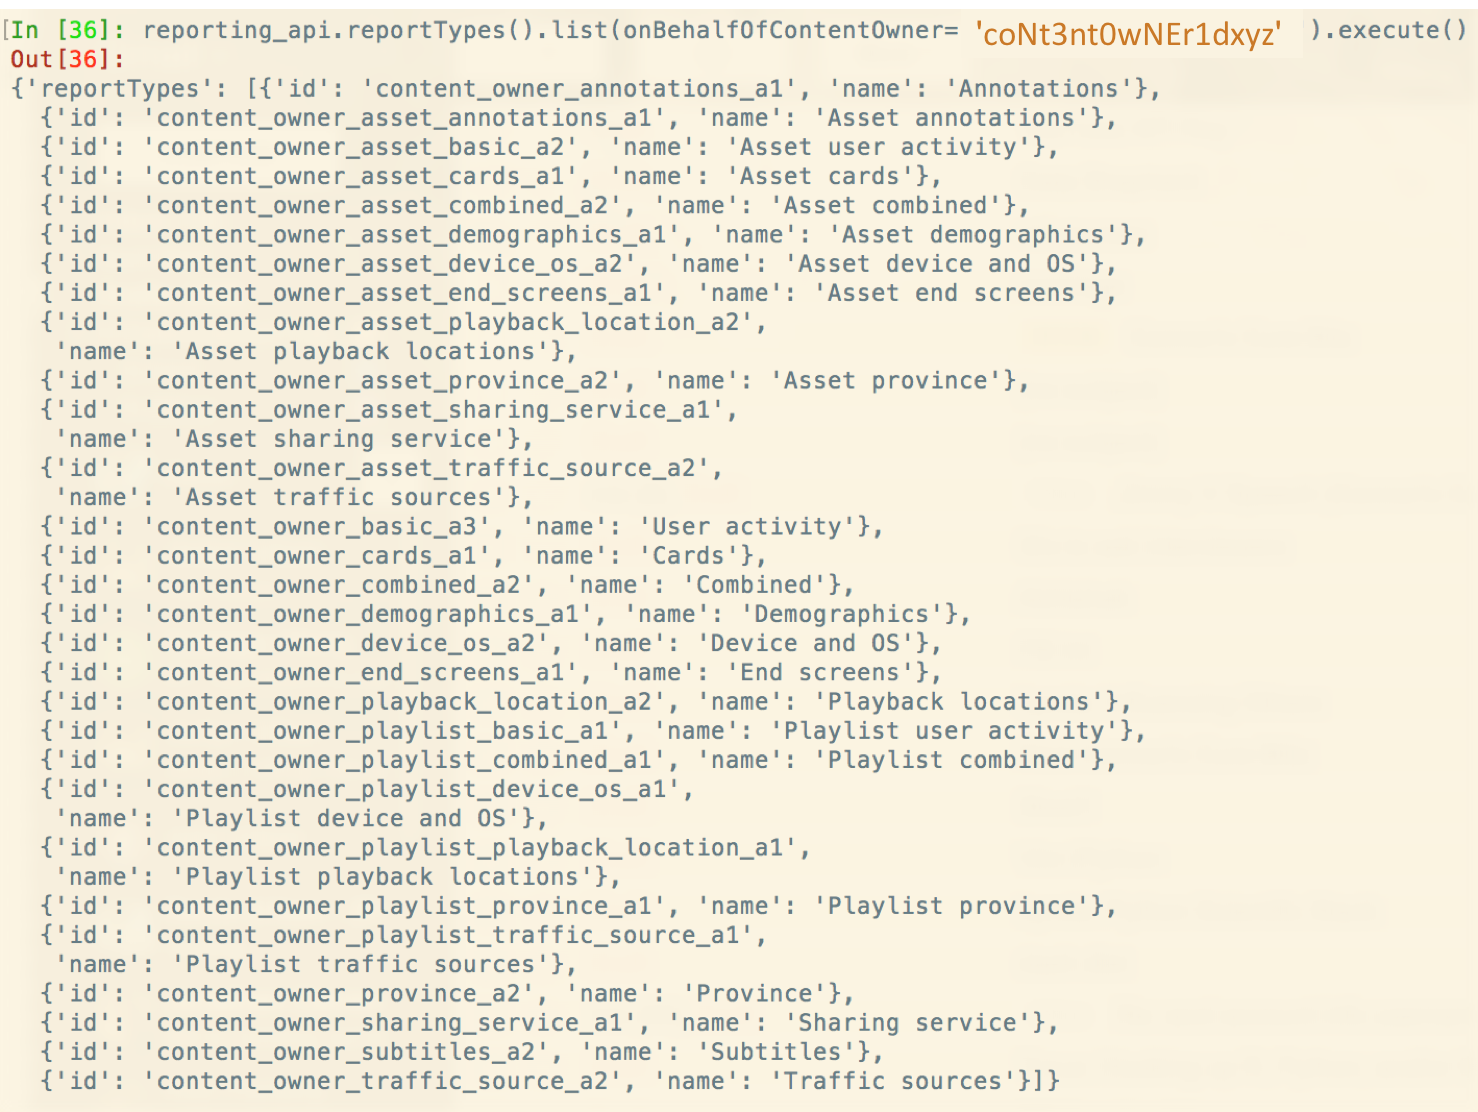 [In [36]: reporting_api.reportTypes().list(onBehalfOfContentOwner= 'coNt3nt0wNEr1dxyz' ).execute()
Out[36]:
{'reportTypes': [{'id': 'content_owner_annotations_a1', 'name': 'Annotations'},
{'id': 'content_owner_asset_annotations_a1', 'name': 'Asset annotations'},
{'id': 'content_owner_asset_basic_a2', 'name': 'Asset user activity'},
{'id': 'content_owner_asset_cards_a1', 'name': 'Asset cards'},
{'id': 'content_owner_asset_combined_a2', 'name': 'Asset combined'},
{'id': 'content_owner_asset_demographics_a1', 'name': 'Asset demographics'},
{'id': 'content_owner_asset_device_os_a2', 'name': 'Asset device and OS'},
{'id': 'content_owner_asset_end_screens_a1', 'name': 'Asset end screens'},
{'id': 'content_owner_asset_playback_location_a2',
'name': 'Asset playback locations'},
{'id': 'content_owner_asset_province_a2', 'name': 'Asset province'},
{'id': 'content_owner_asset_sharing_service_a1',
'name': 'Asset sharing service'},
{'id': 'content_owner_asset_traffic_source_a2',
'name': 'Asset traffic sources'},
{'id': 'content_owner_basic_a3', 'name': 'User activity'},
{'id': 'content_owner_cards_a1', 'name': 'Cards'},
{'id': 'content_owner_combined_a2', 'name': 'Combined'},
{'id': 'content_owner_demographics_a1', 'name': 'Demographics'},
{'id': 'content_owner_device_os_a2', 'name': 'Device and OS'},
{'id': 'content_owner_end_screens_a1', 'name': 'End screens'},
{'id': 'content_owner_playback_location_a2', 'name': 'Playback locations'},
{'id': 'content_owner_playlist_basic_a1', 'name': 'Playlist user activity'},
{'id': 'content_owner_playlist_combined_a1', 'name': 'Playlist combined'},
{'id': 'content_owner_playlist_device_os_a1',
'name': 'Playlist device and OS'},
{'id': 'content_owner_playlist_playback_location_a1',
'name': 'Playlist playback locations'},
{'id': 'content_owner_playlist_province_a1', 'name': 'Playlist province'},
{'id': 'content_owner_playlist_traffic_source_a1',
'name': 'Playlist traffic sources'},
{'id': 'content_owner_province_a2', 'name': 'Province'},
{'id': 'content_owner_sharing_service_a1', 'name': 'Sharing service'},
{'id': 'content_owner_subtitles_a2', 'name': 'Subtitles'},
{'id': 'content_owner_traffic_source_a2', 'name': 'Traffic sources'}]}